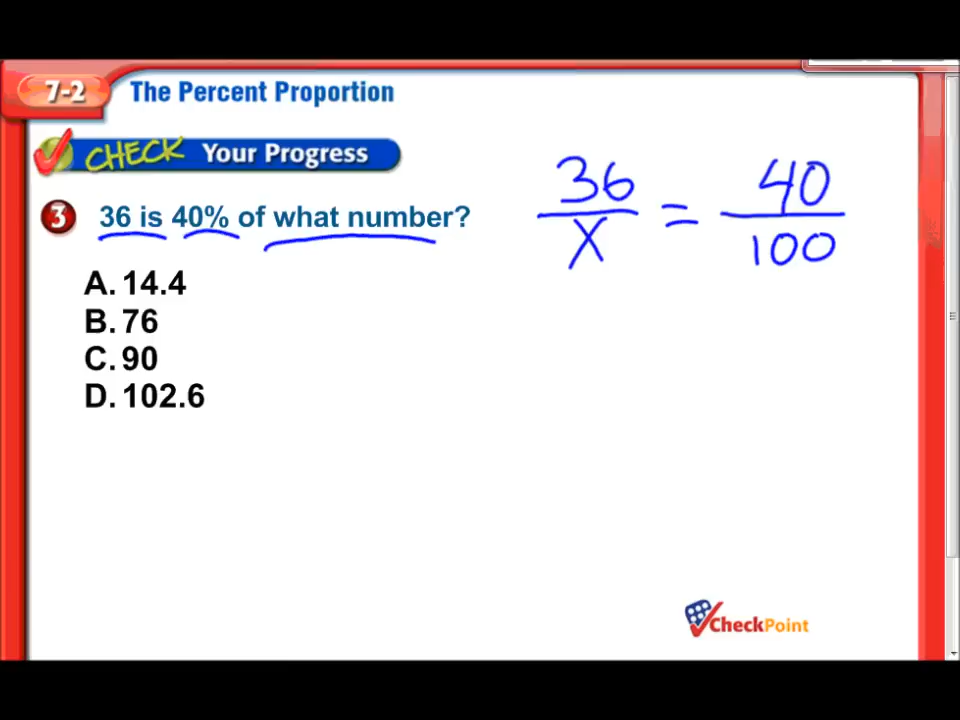 7-2 The Percent Proportion
CHECK Your Progress
3 36 is 40% of what number?
36/X = 40/100
A. 14.4
B. 76
C. 90
D. 102.6
CheckPoint